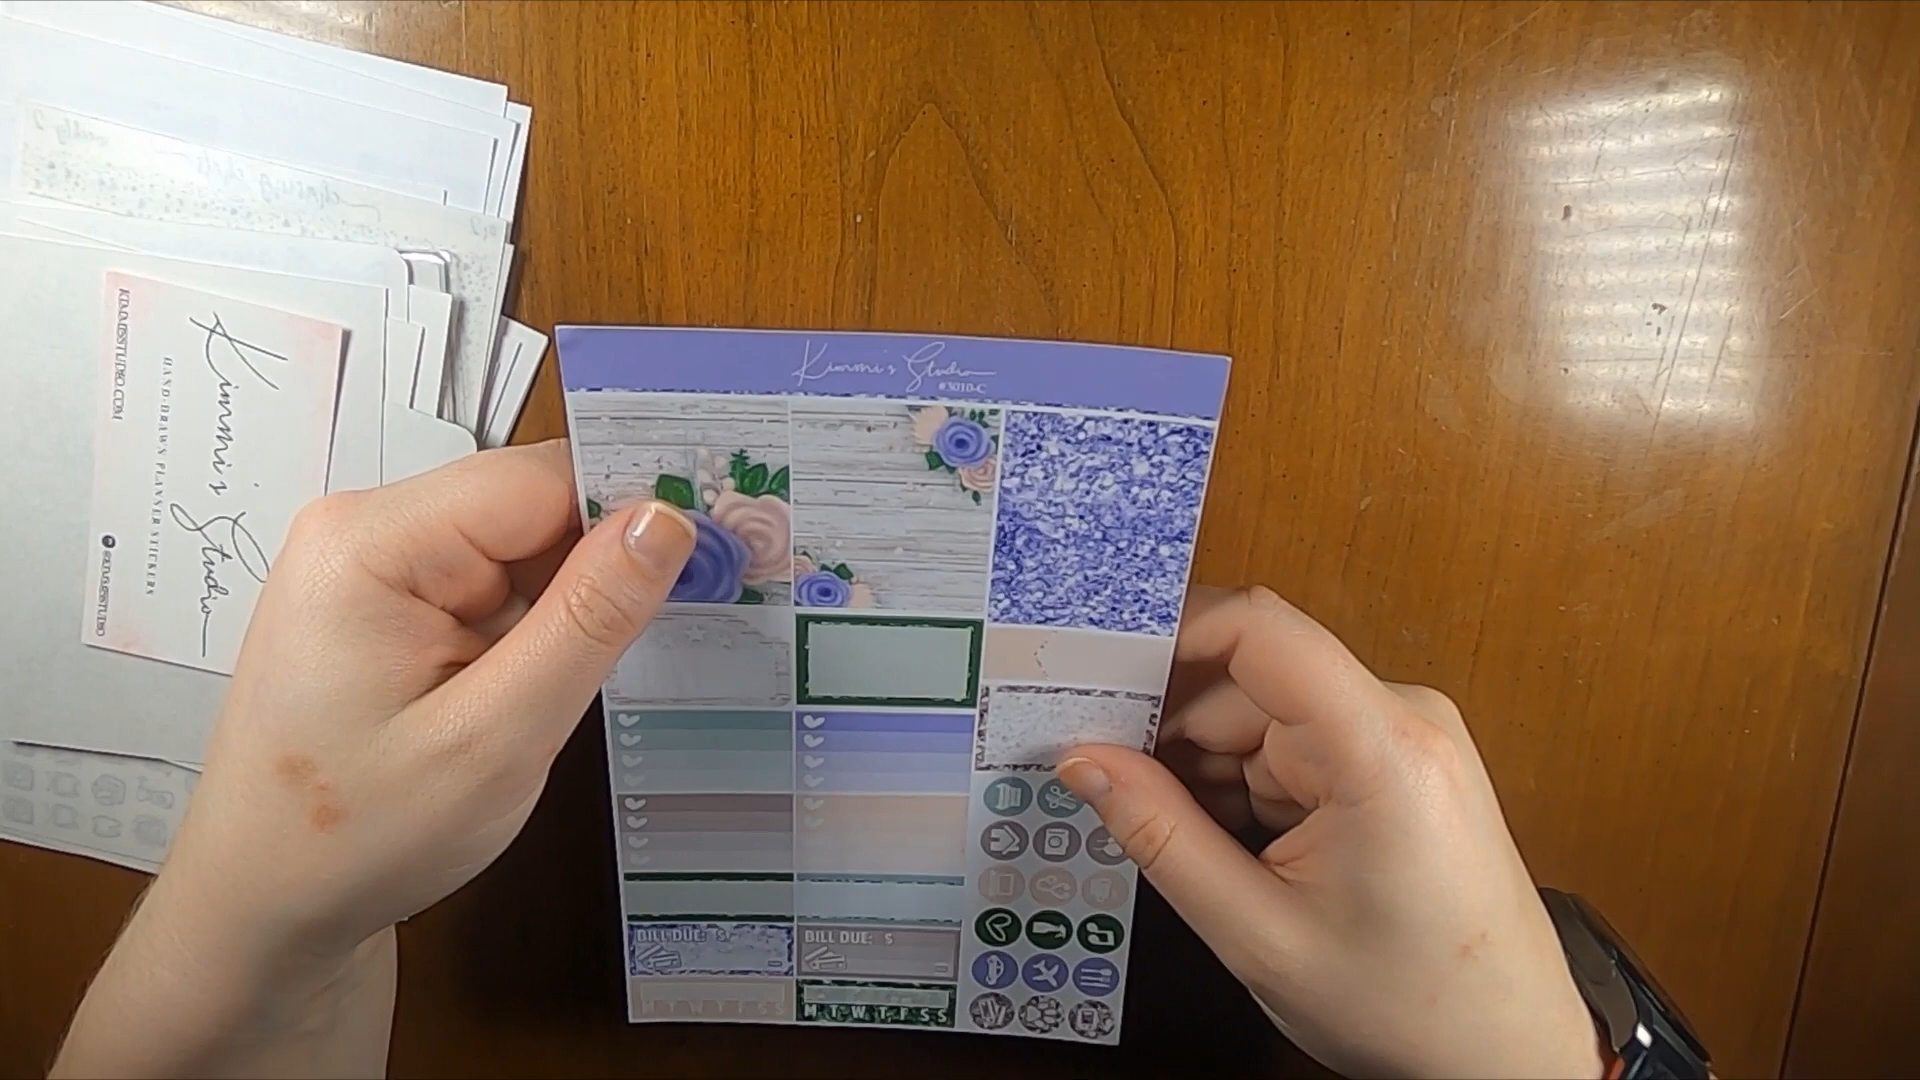 Kimmi's Studio
#3010-C
BILL DUE: $
BILL DUE: $
M T W T F S S
M T W T F S S
Kimmi's Studio
HAND-DRAWN PLANNER STICKERS
KIMMISSTUDIO.COM